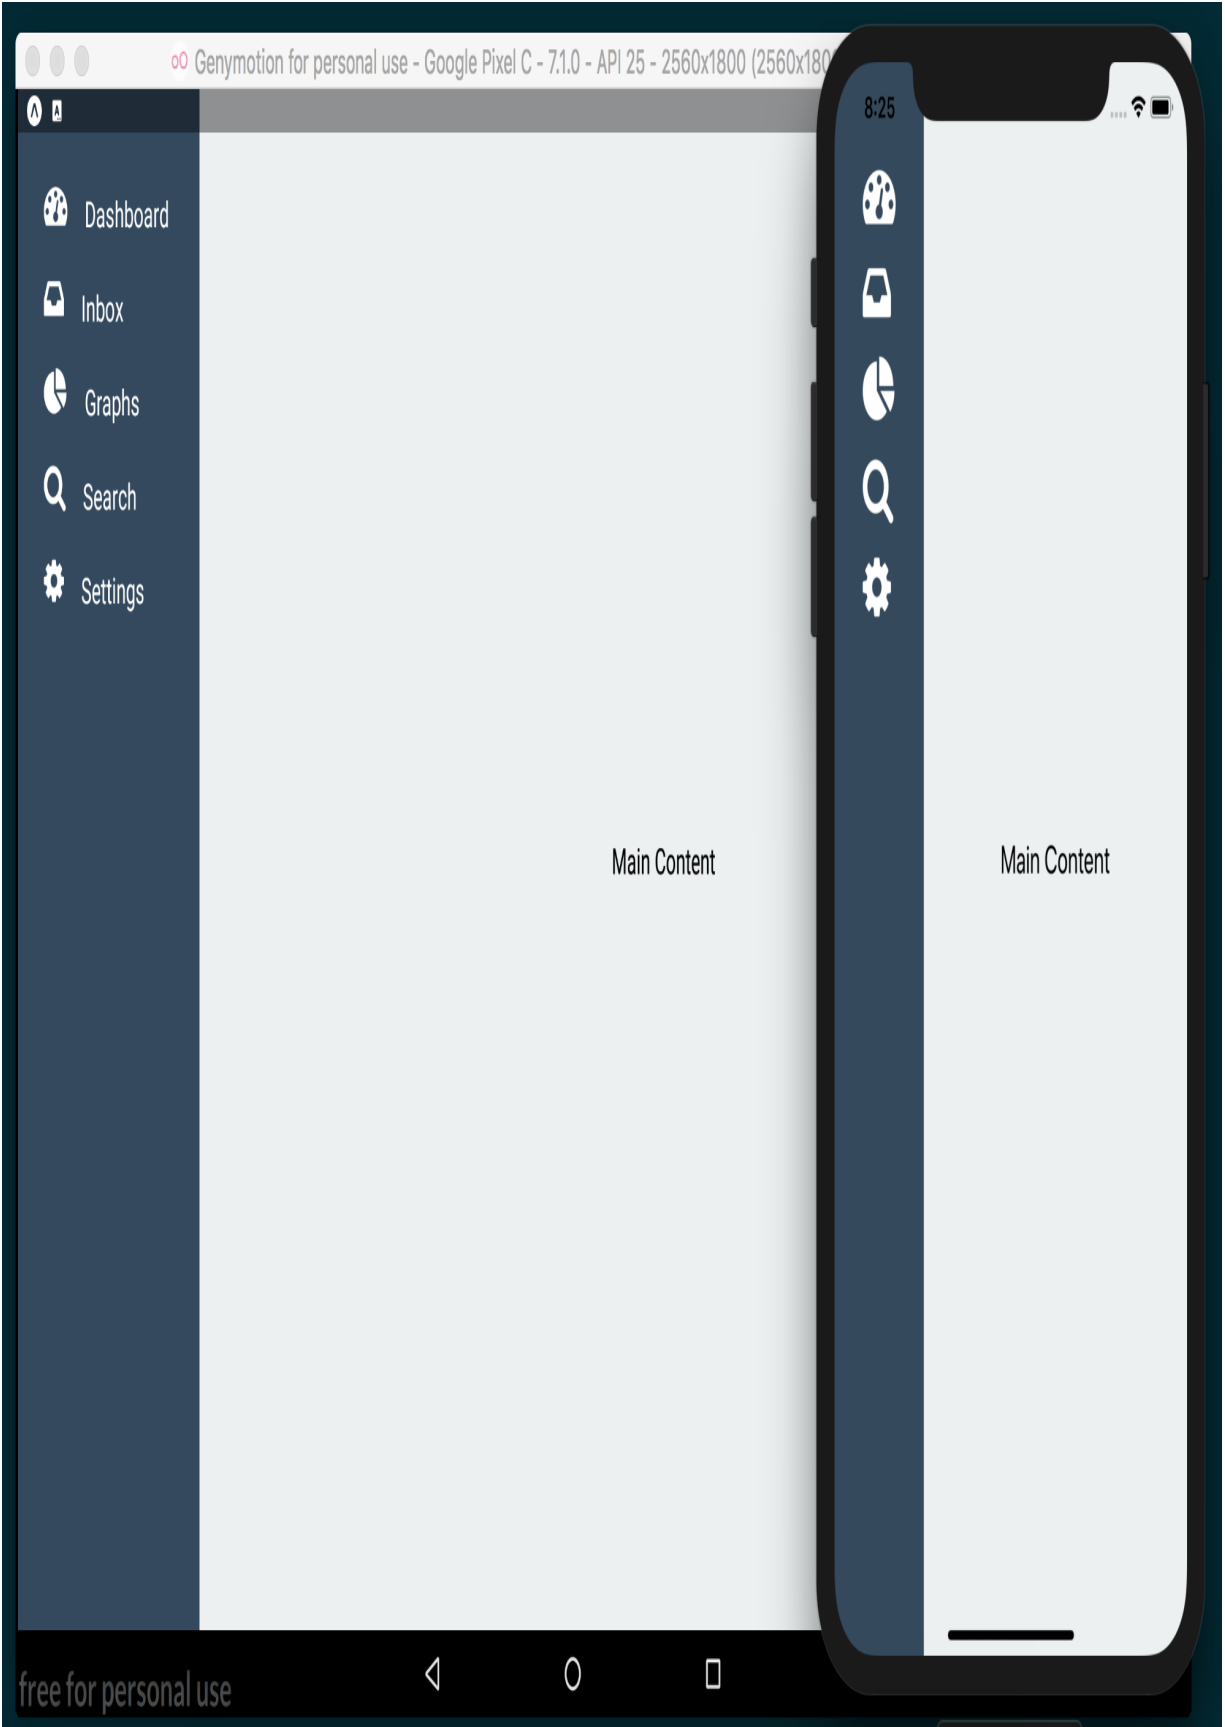 Genymotion for personal use - Google Pixel C - 7.1.0 - API 25 - 2560x1800 (2560x180
Dashboard
Inbox
Graphs
Search
Settings
Main Content
free for personal use
8:25
Main Content